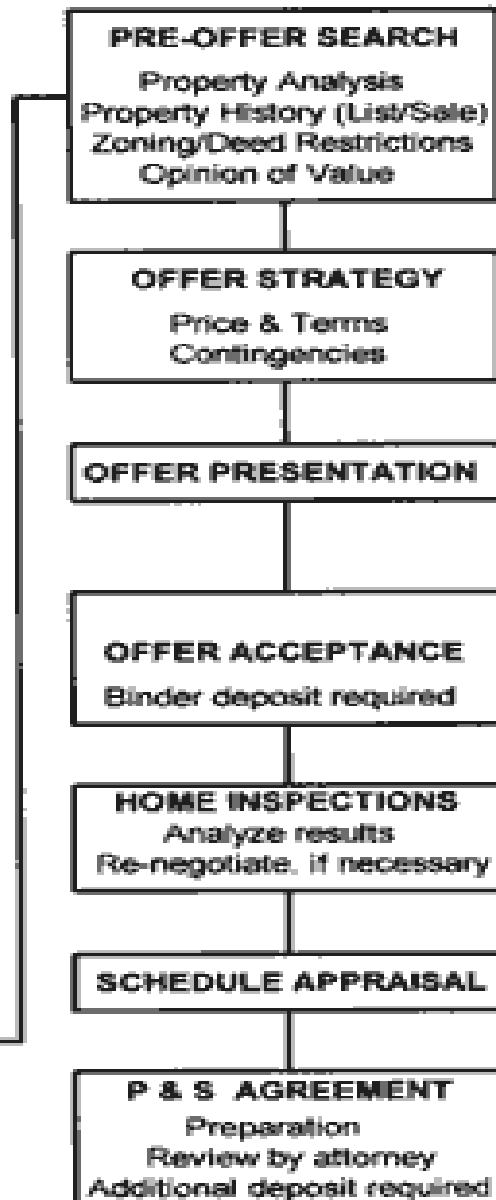 PRE-OFFER SEARCH
Property Analysis
Property History (List/Sale)
Zoning/Deed Restrictions
Opinion of Value
OFFER STRATEGY
Price & Terms
Contingencies
OFFER PRESENTATION
OFFER ACCEPTANCE
Binder deposit required
HOME INSPECTIONS
Analyze results
Re-negotiate, if necessary
SCHEDULE APPRAISAL
P & S AGREEMENT
Preparation
Review by attorney
Additional deposit required